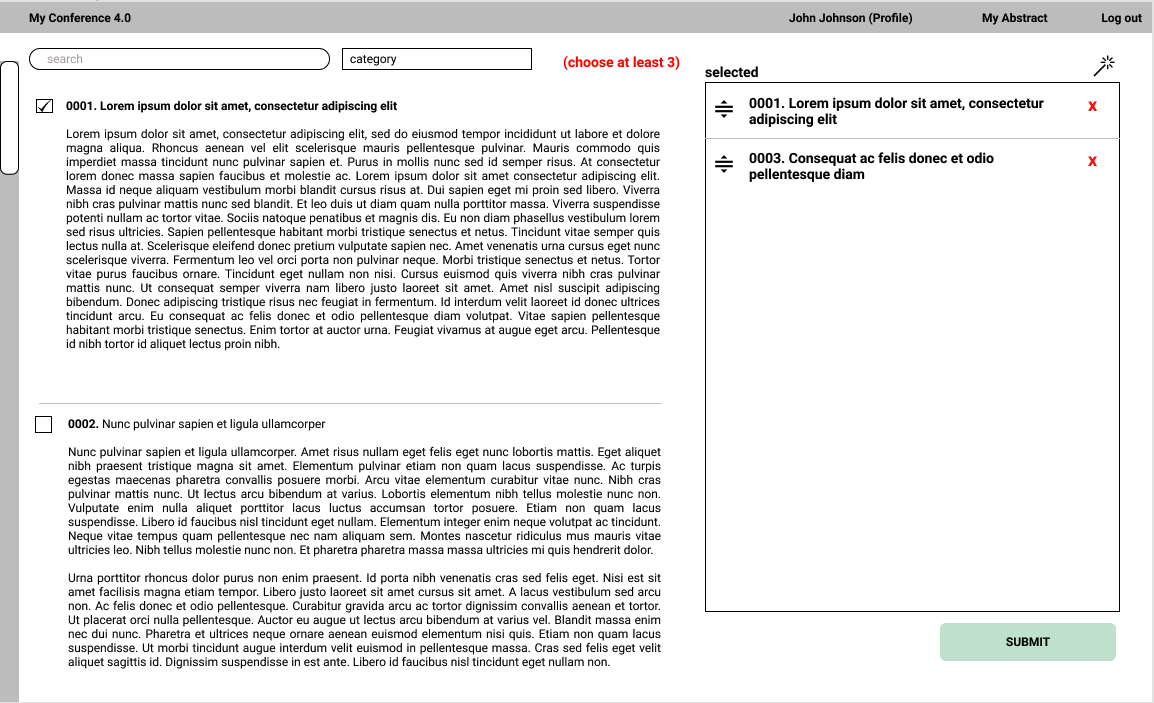 My Conference 4.0
John Johnson (Profile)
My Abstract
Log out
search
category
(choose at least 3)
0001. Lorem ipsum dolor sit amet, consectetur adipiscing elit
Lorem ipsum dolor sit amet, consectetur adipiscing elit, sed do eiusmod tempor incididunt ut labore et dolore
magna aliqua. Rhoncus aenean vel elit scelerisque mauris pellentesque pulvinar. Mauris commodo quis
imperdiet massa tincidunt nunc pulvinar sapien et. Purus in mollis nunc sed id semper risus. At consectetur
lorem donec massa sapien faucibus et molestie ac. Lorem ipsum dolor sit amet consectetur adipiscing elit.
Massa id neque aliquam vestibulum morbi blandit cursus risus at. Dui sapien eget mi proin sed libero. Viverra
nibh cras pulvinar mattis nunc sed blandit. Et leo duis ut diam quam nulla porttitor massa. Viverra suspendisse
potenti nullam ac tortor vitae. Sociis natoque penatibus et magnis dis. Eu non diam phasellus vestibulum lorem
sed risus ultricies. Sapien pellentesque habitant morbi tristique senectus et netus. Tincidunt vitae semper quis
lectus nulla at. Scelerisque eleifend donec pretium vulputate sapien nec. Amet venenatis urna cursus eget nunc
scelerisque viverra. Fermentum leo vel orci porta non pulvinar neque. Morbi tristique senectus et netus. Tortor
vitae purus faucibus ornare. Tincidunt eget nullam non nisi. Cursus euismod quis viverra nibh cras pulvinar
mattis nunc. Ut consequat semper viverra nam libero justo laoreet sit amet. Amet nisl suscipit adipiscing
bibendum. Donec adipiscing tristique risus nec feugiat in fermentum. Id interdum velit laoreet id donec ultrices
tincidunt arcu. Eu consequat ac felis donec et odio pellentesque diam volutpat. Vitae sapien pellentesque
habitant morbi tristique senectus. Enim tortor at auctor urna. Feugiat vivamus at augue eget arcu. Pellentesque
id nibh tortor id aliquet lectus proin nibh.
0002. Nunc pulvinar sapien et ligula ullamcorper
Nunc pulvinar sapien et ligula ullamcorper. Amet risus nullam eget felis eget nunc lobortis mattis. Eget aliquet
nibh praesent tristique magna sit amet. Elementum pulvinar etiam non quam lacus suspendisse. Ac turpis
egestas maecenas pharetra convallis posuere morbi. Arcu vitae elementum curabitur vitae nunc. Nibh cras
pulvinar mattis nunc. Ut lectus arcu bibendum at varius. Lobortis elementum nibh tellus molestie nunc non.
Vulputate enim nulla aliquet porttitor lacus luctus accumsan tortor posuere. Etiam non quam lacus
suspendisse. Libero id faucibus nisl tincidunt eget nullam. Elementum integer enim neque volutpat ac tincidunt.
Neque vitae tempus quam pellentesque nec nam aliquam sem. Montes nascetur ridiculus mus mauris vitae
ultricies leo. Nibh tellus molestie nunc non. Et pharetra pharetra massa massa ultricies mi quis hendrerit dolor.
Urna porttitor rhoncus dolor purus non enim praesent. Id porta nibh venenatis cras sed felis eget. Nisi est sit
amet facilisis magna etiam tempor. Libero justo laoreet sit amet cursus sit amet. A lacus vestibulum sed arcu
non. Ac felis donec et odio pellentesque. Curabitur gravida arcu ac tortor dignissim convallis aenean et tortor.
Ut placerat orci nulla pellentesque. Auctor eu augue ut lectus arcu bibendum at varius vel. Blandit massa enim
nec dui nunc. Pharetra et ultrices neque ornare aenean euismod elementum nisi quis. Etiam non quam lacus
suspendisse. Ut morbi tincidunt augue interdum velit euismod in pellentesque massa. Cras sed felis eget velit
aliquet sagittis id. Dignissim suspendisse in est ante. Libero id faucibus nisl tincidunt eget nullam non.
selected
0001. Lorem ipsum dolor sit amet, consectetur
adipiscing elit
X
0003. Consequat ac felis donec et odio
pellentesque diam
X
SUBMIT